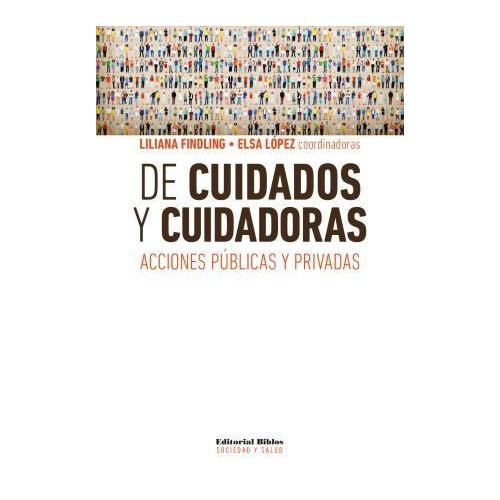 LILIANA FINDLING • ELSA LÓPEZ coordinadoras
DE CUIDADOS
Y CUIDADORAS
ACCIONES PÚBLICAS Y PRIVADAS
Editorial Biblos
SOCIEDAD Y SALUD